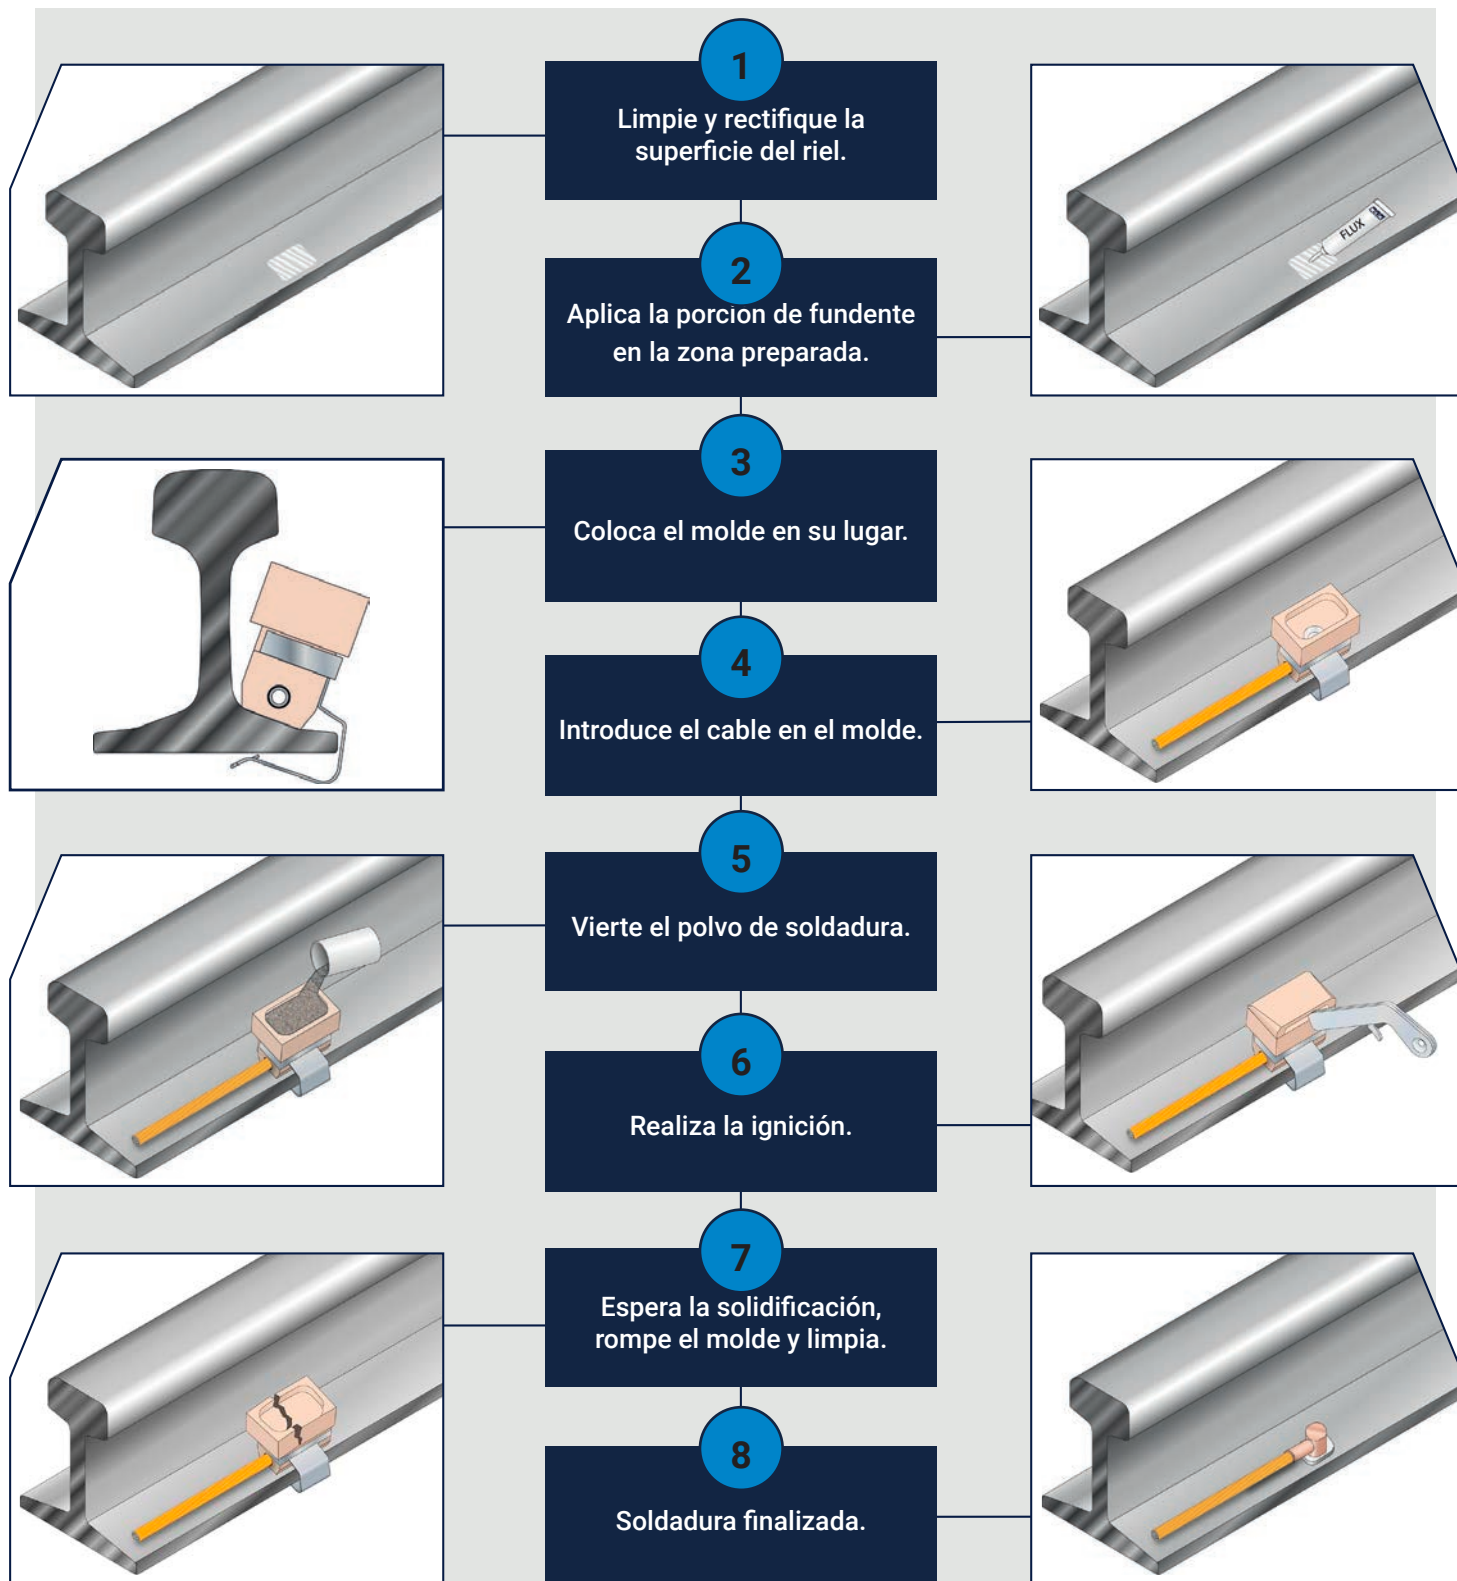 1
Limpie y rectifique la
superficie del riel.
2
Aplica la porción de fundente
en la zona preparada.
FLUX
3
Coloca el molde en su lugar.
4
Introduce el cable en el molde.
5
Vierte el polvo de soldadura.
6
Realiza la ignición.
7
Espera la solidificación,
rompe el molde y limpia.
8
Soldadura finalizada.